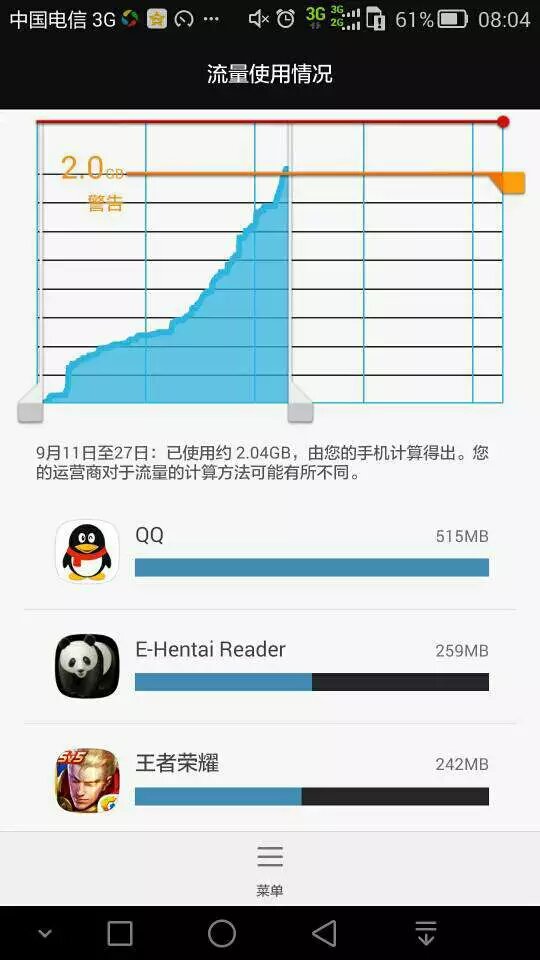 中国电信 3G ··· 3G 3G 2G 61% 08:04
流量使用情况
2.0 GB
警告
9月11日至27日：已使用约 2.04GB，由您的手机计算得出。您
的运营商对于流量的计算方法可能有所不同。
QQ 515MB
E-Hentai Reader 259MB
5V5
王者荣耀 242MB
菜单